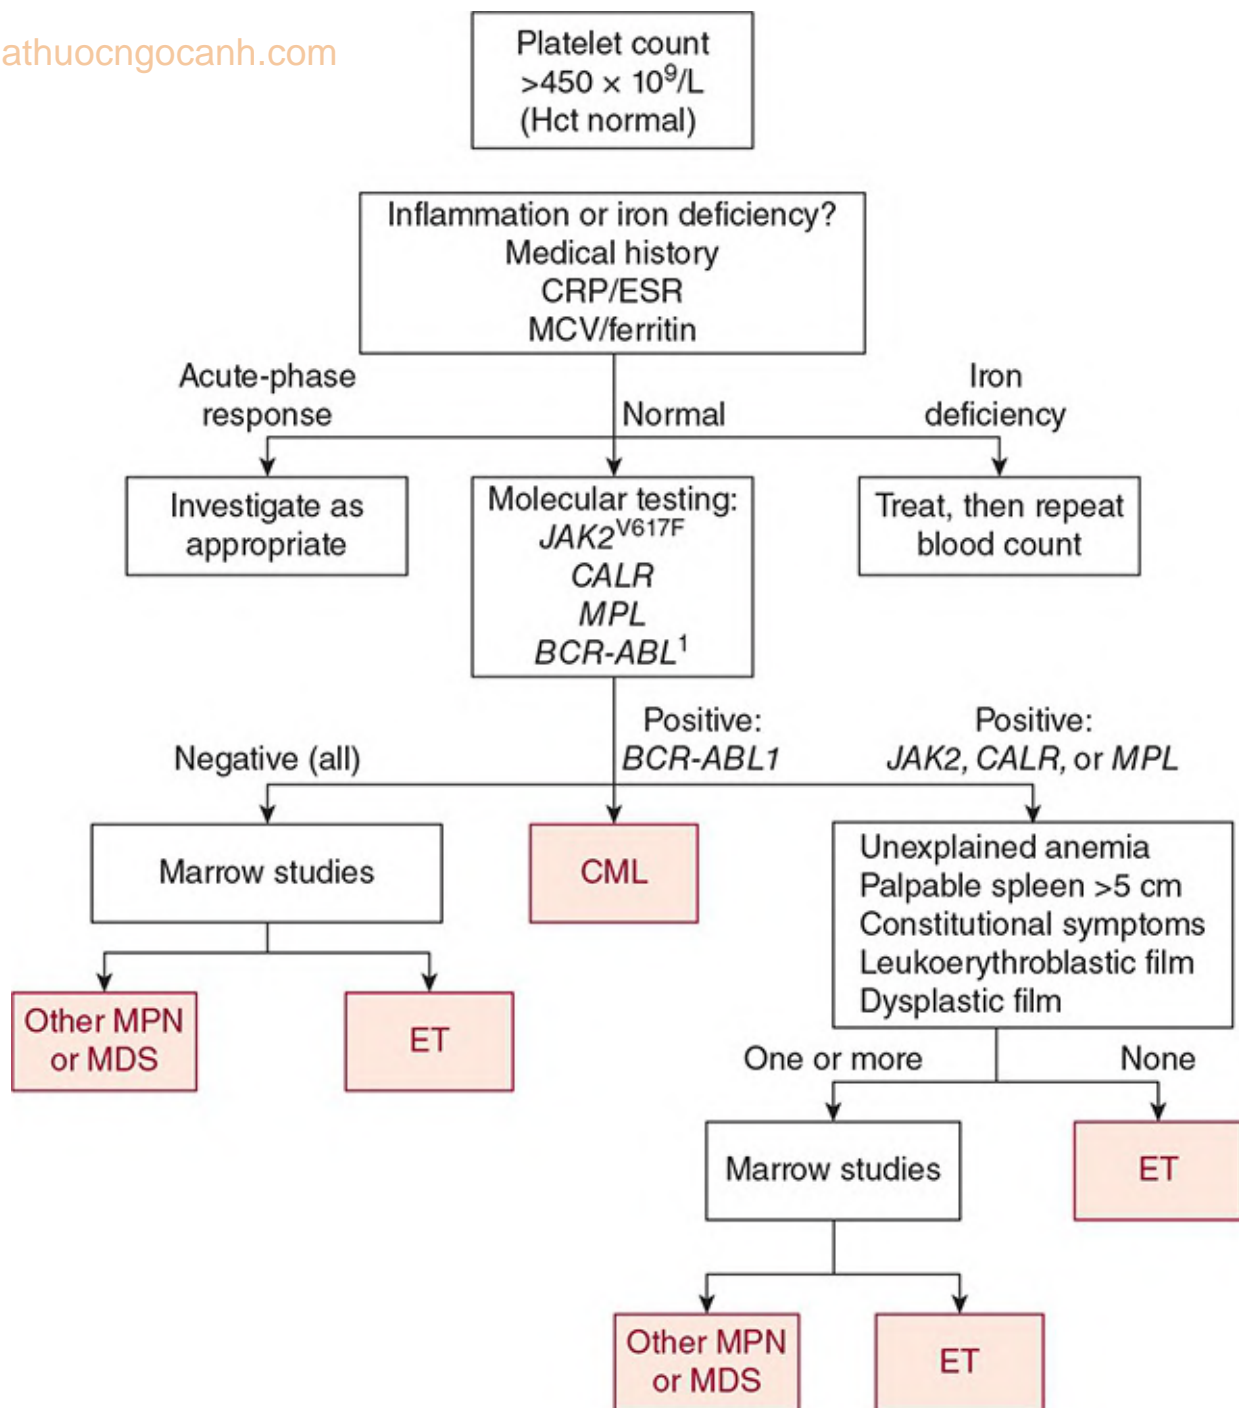 athuocngocanh.com
Platelet count
>450 × 10⁹/L
(Hct normal)
Inflammation or iron deficiency?
Medical history
CRP/ESR
MCV/ferritin
Acute-phase
response
Normal
Iron
deficiency
Investigate as
appropriate
Molecular testing:
JAK2ⱽ⁶¹⁷ᶠ
CALR
MPL
BCR-ABL¹
Treat, then repeat
blood count
Negative (all)
Positive:
BCR-ABL1
Positive:
JAK2, CALR, or MPL
Marrow studies
CML
Unexplained anemia
Palpable spleen >5 cm
Constitutional symptoms
Leukoerythroblastic film
Dysplastic film
Other MPN
or MDS
ET
One or more
None
Marrow studies
ET
Other MPN
or MDS
ET